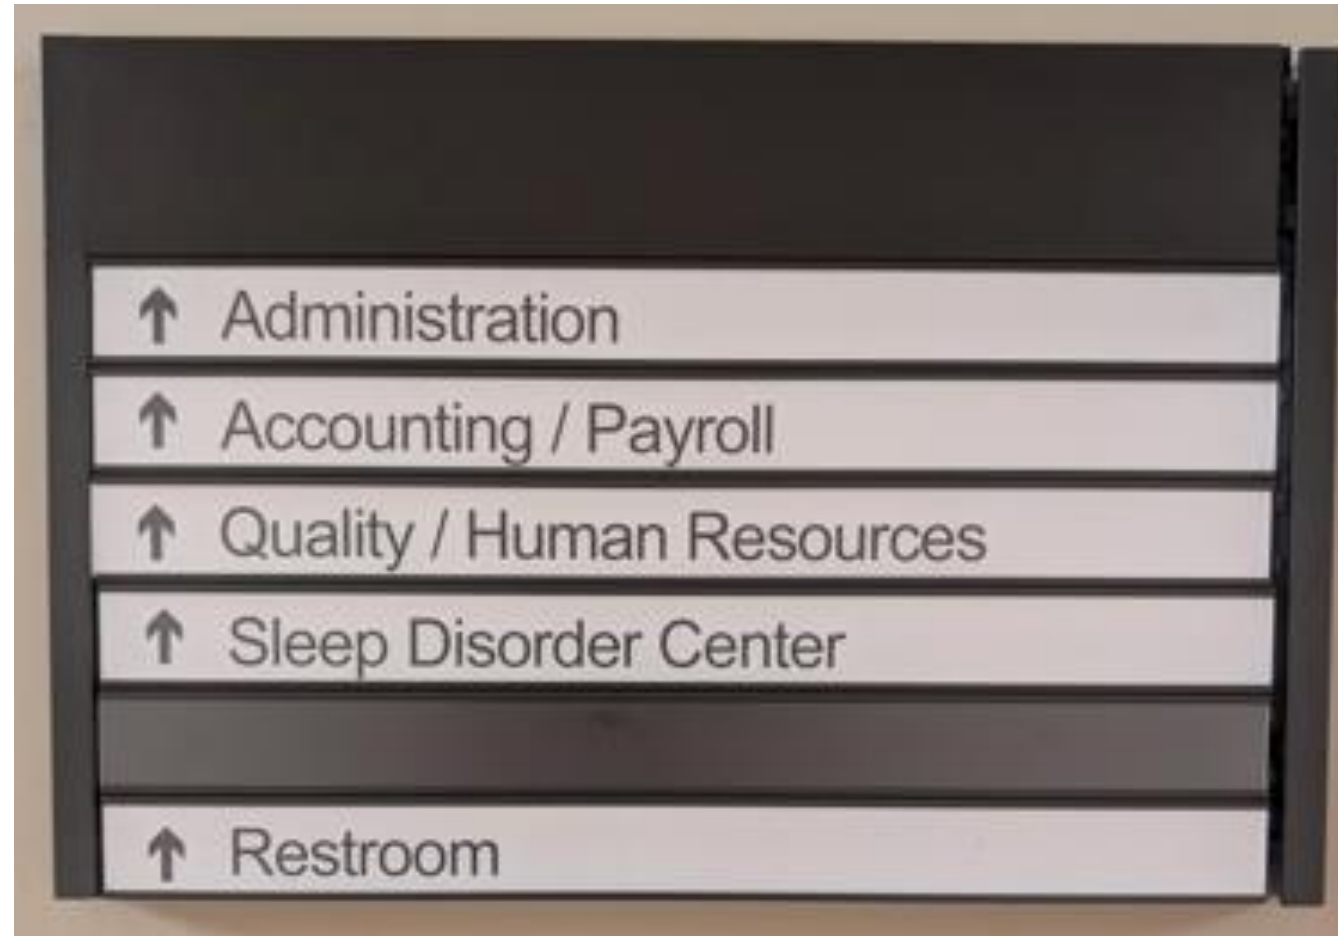 ↑ Administration
↑ Accounting / Payroll
↑ Quality / Human Resources
↑ Sleep Disorder Center
↑ Restroom